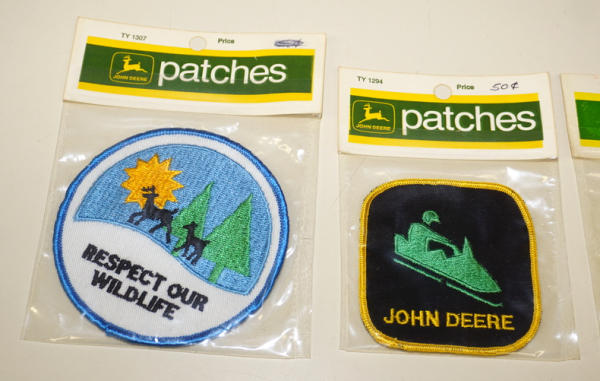 TY 1307 Price
JOHN DEERE patches
RESPECT OUR
WILDLIFE
TY 1294 Price 50¢
JOHN DEERE patches
JOHN DEERE